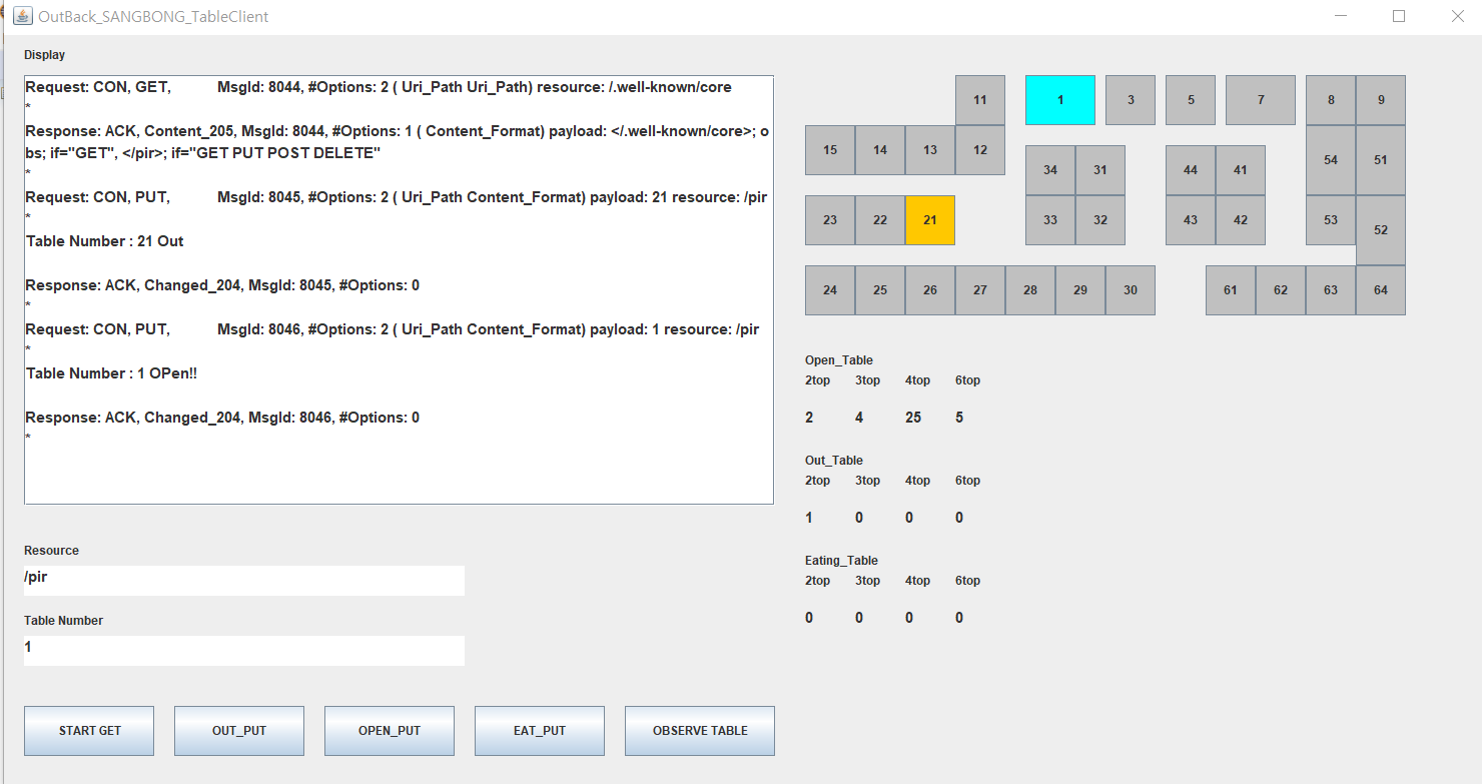 OutBack_SANGBONG_TableClient
Display
Request: CON, GET, MsgId: 8044, #Options: 2 ( Uri_Path Uri_Path) resource: /.well-known/core
*
Response: ACK, Content_205, MsgId: 8044, #Options: 1 ( Content_Format) payload: </.well-known/core>; o
bs; if="GET", </pir>; if="GET PUT POST DELETE"
*
Request: CON, PUT, MsgId: 8045, #Options: 2 ( Uri_Path Content_Format) payload: 21 resource: /pir
*
Table Number : 21 Out
Response: ACK, Changed_204, MsgId: 8045, #Options: 0
*
Request: CON, PUT, MsgId: 8046, #Options: 2 ( Uri_Path Content_Format) payload: 1 resource: /pir
*
Table Number : 1 OPen!!
Response: ACK, Changed_204, MsgId: 8046, #Options: 0
*
Resource
/pir
Table Number
1
START GET OUT_PUT OPEN_PUT EAT_PUT OBSERVE TABLE
11 1 3 5 7 8 9
15 14 13 12 34 31 44 41 54 51
23 22 21 33 32 43 42 53 52
24 25 26 27 28 29 30 61 62 63 64
Open_Table
2top 3top 4top 6top
2 4 25 5
Out_Table
2top 3top 4top 6top
1 0 0 0
Eating_Table
2top 3top 4top 6top
0 0 0 0